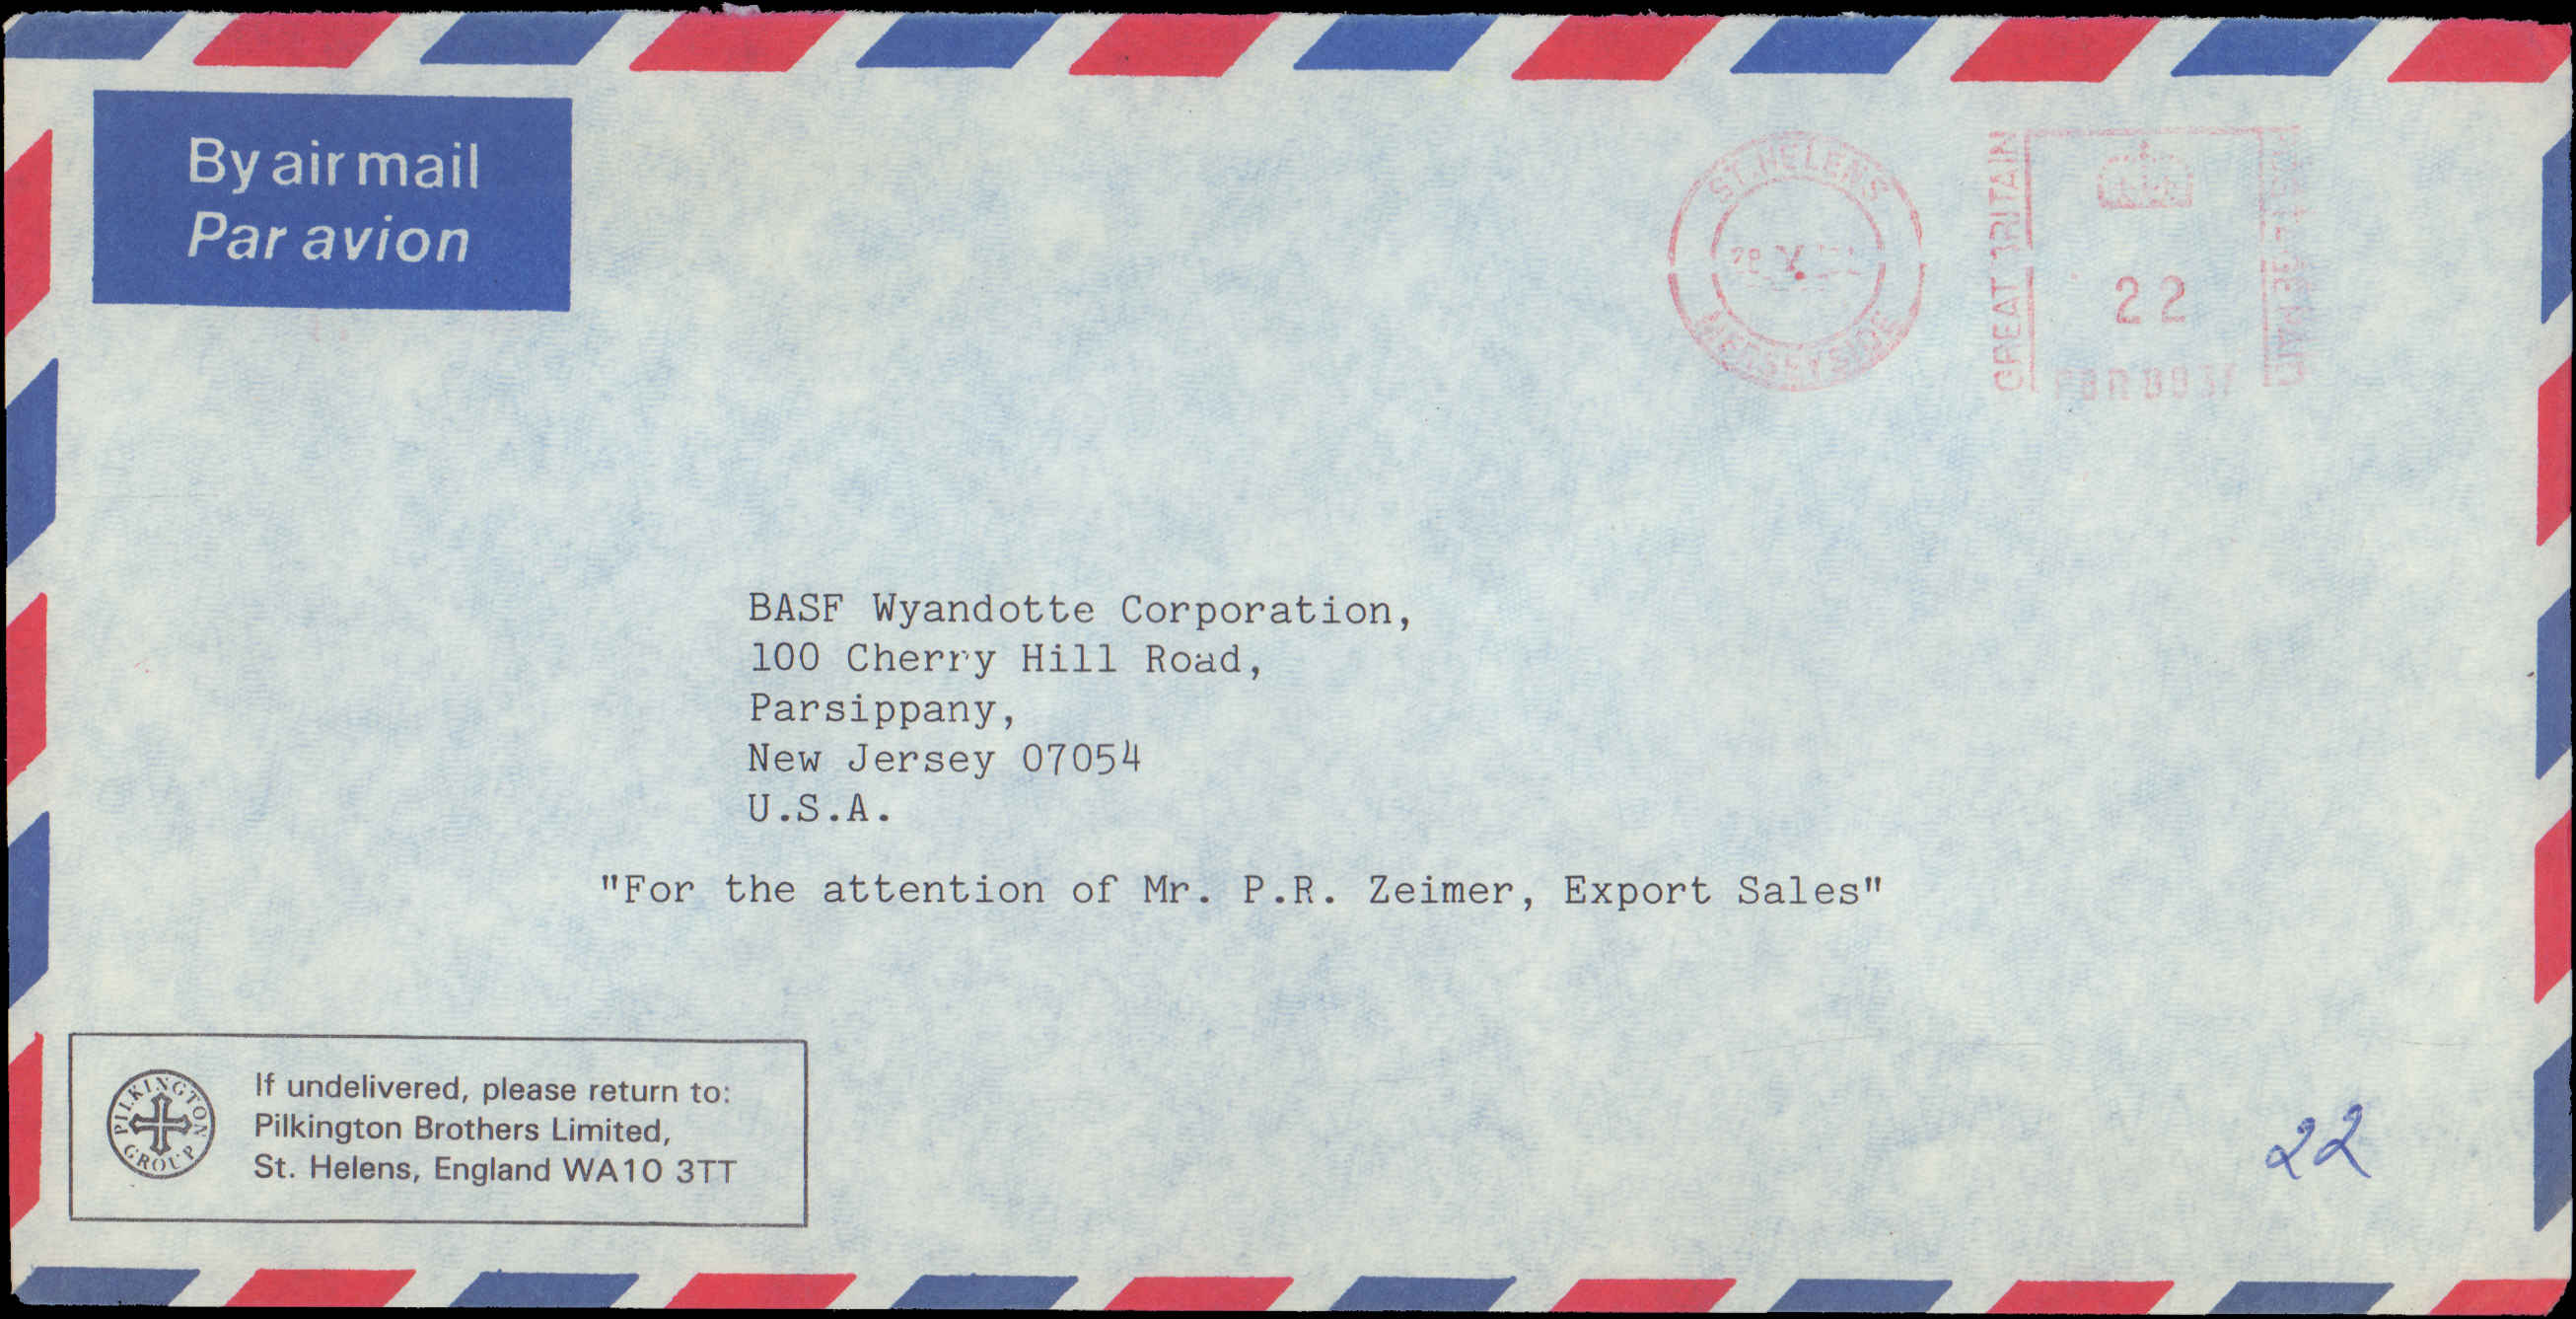 By air mail
Par avion
ST. HELENS
MERSEYSIDE
GREAT BRITAIN
22
BASF Wyandotte Corporation,
100 Cherry Hill Road,
Parsippany,
New Jersey 07054
U.S.A.
"For the attention of Mr. P.R. Zeimer, Export Sales"
PILKINGTON
GROUP
If undelivered, please return to:
Pilkington Brothers Limited,
St. Helens, England WA10 3TT
22